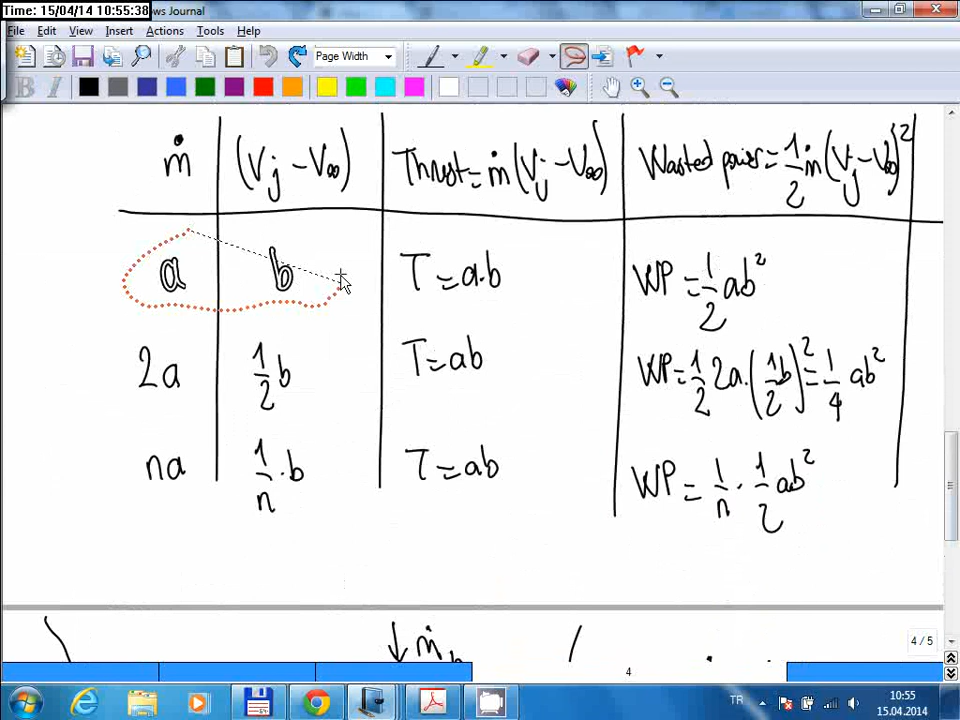 Time: 15/04/14 10:55:38
ows Journal
File Edit View Insert Actions Tools Help
Page Width
B I
ṁ (Vj − V∞) Thrust = ṁ(Vj − V∞) Wasted power = 1/2 ṁ(Vj − V∞)²
a b T = a.b WP = 1/2 ab²
2a 1/2 b T = ab WP = 1/2 2a.(1/2 b)² = 1/4 ab²
na 1/n . b T = ab WP = 1/n . 1/2 ab²
4 / 5
↓ṁ
4
TR 10:55
15.04.2014